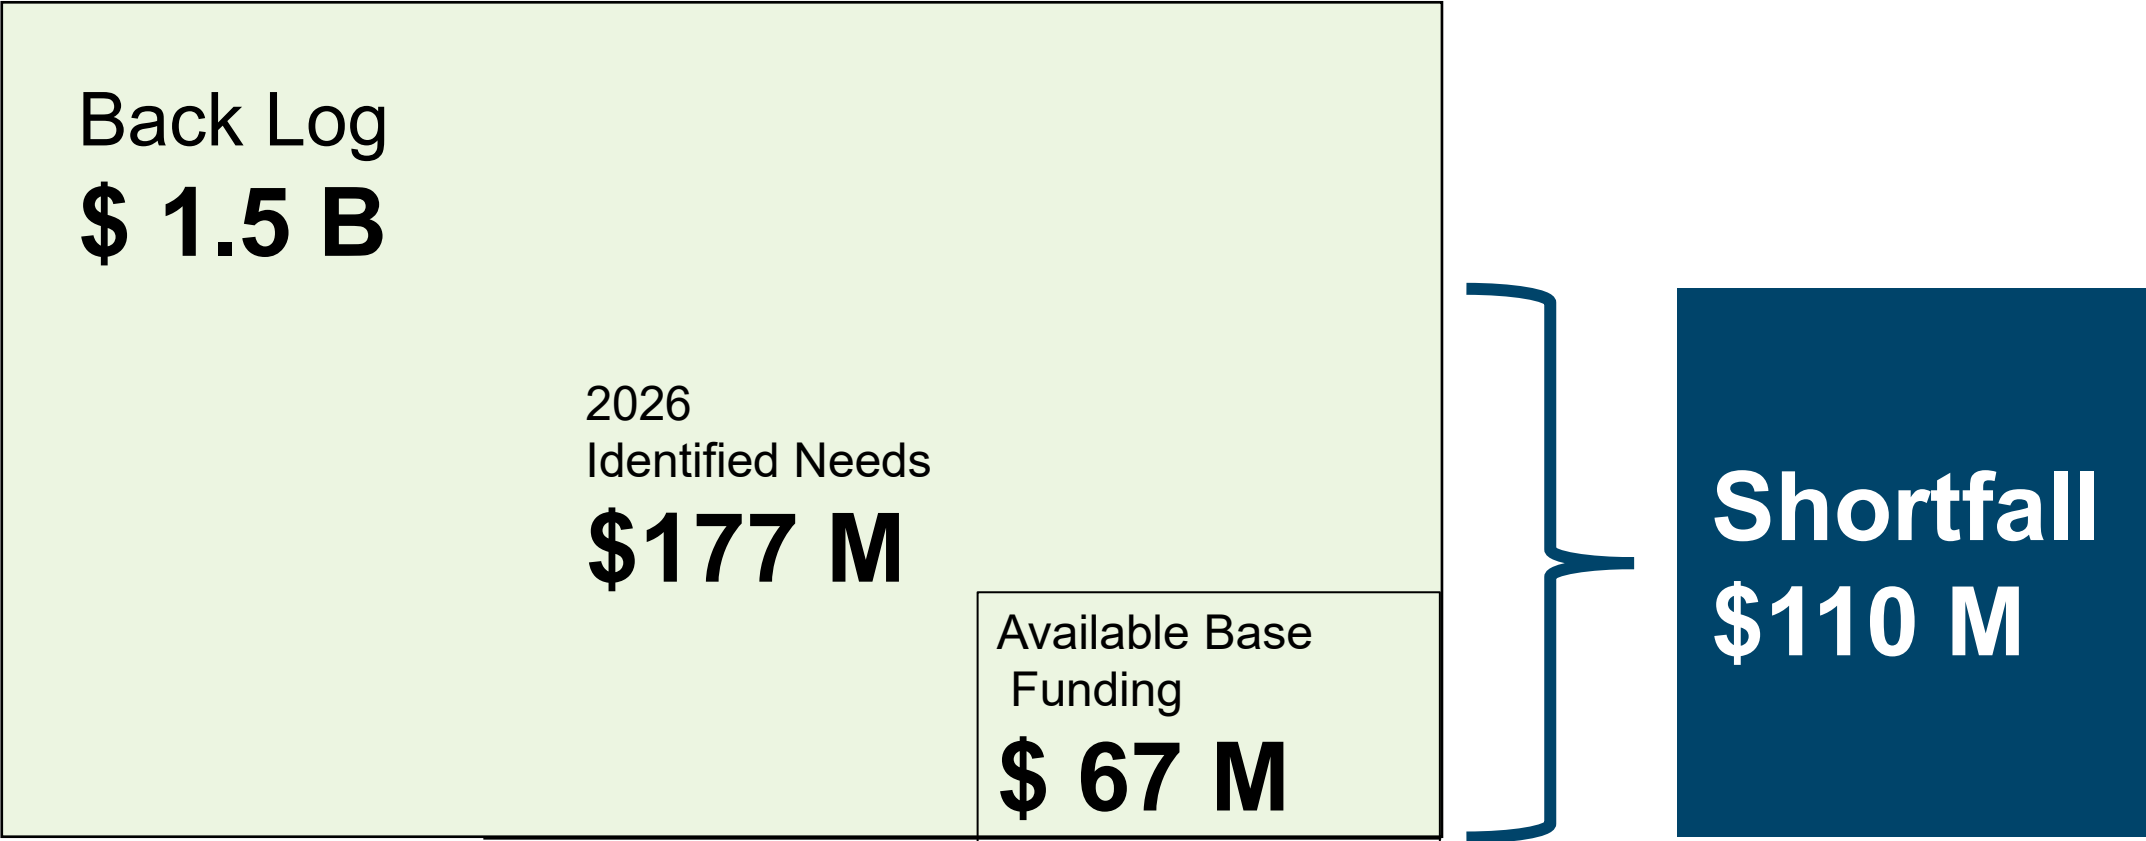 Back Log
$ 1.5 B
2026
Identified Needs
$177 M
Available Base
Funding
$ 67 M
Shortfall
$110 M